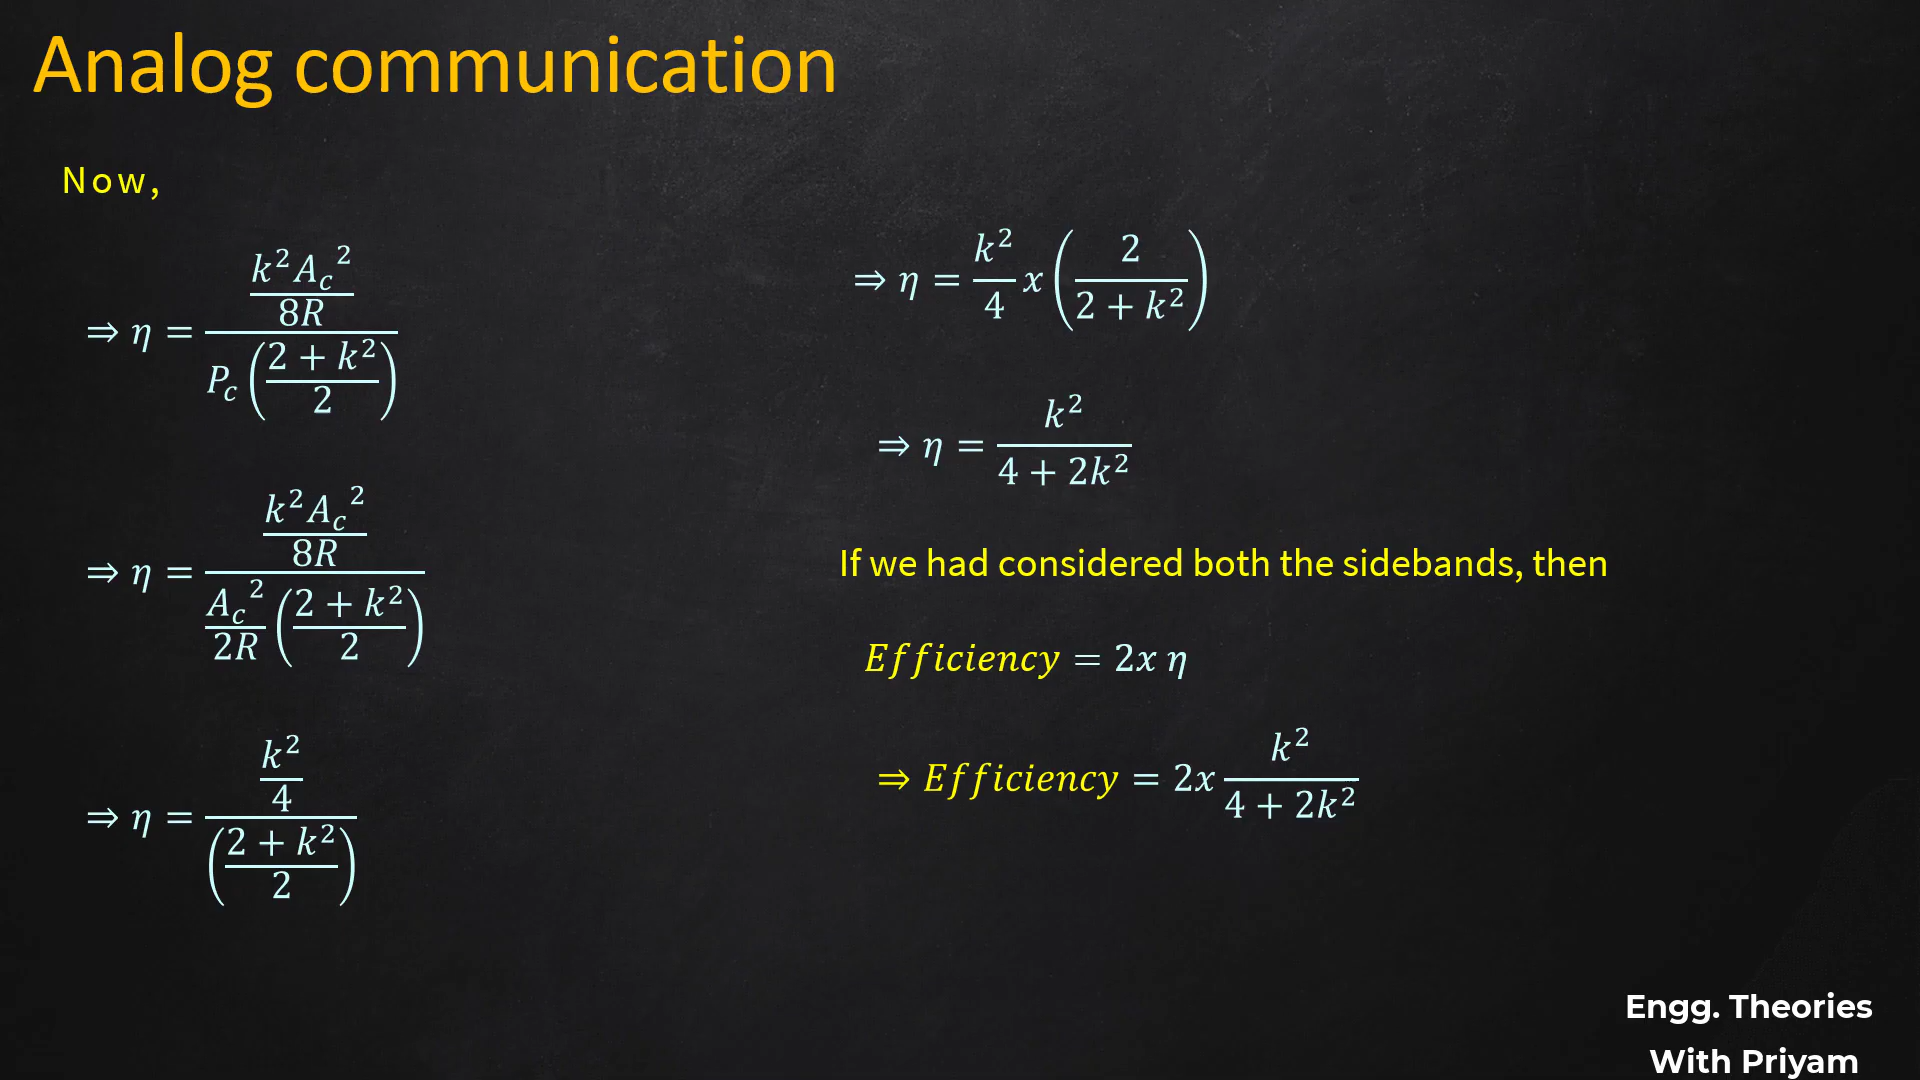 Analog communication
Now,
⇒ η = (k²A_c²/8R) / (P_c((2 + k²)/2))
⇒ η = (k²A_c²/8R) / ((A_c²/2R)((2 + k²)/2))
⇒ η = (k²/4) / ((2 + k²)/2)
⇒ η = k²/4 x (2/(2 + k²))
⇒ η = k²/(4 + 2k²)
If we had considered both the sidebands, then
Efficiency = 2x η
⇒ Efficiency = 2x k²/(4 + 2k²)
Engg. Theories
With Priyam